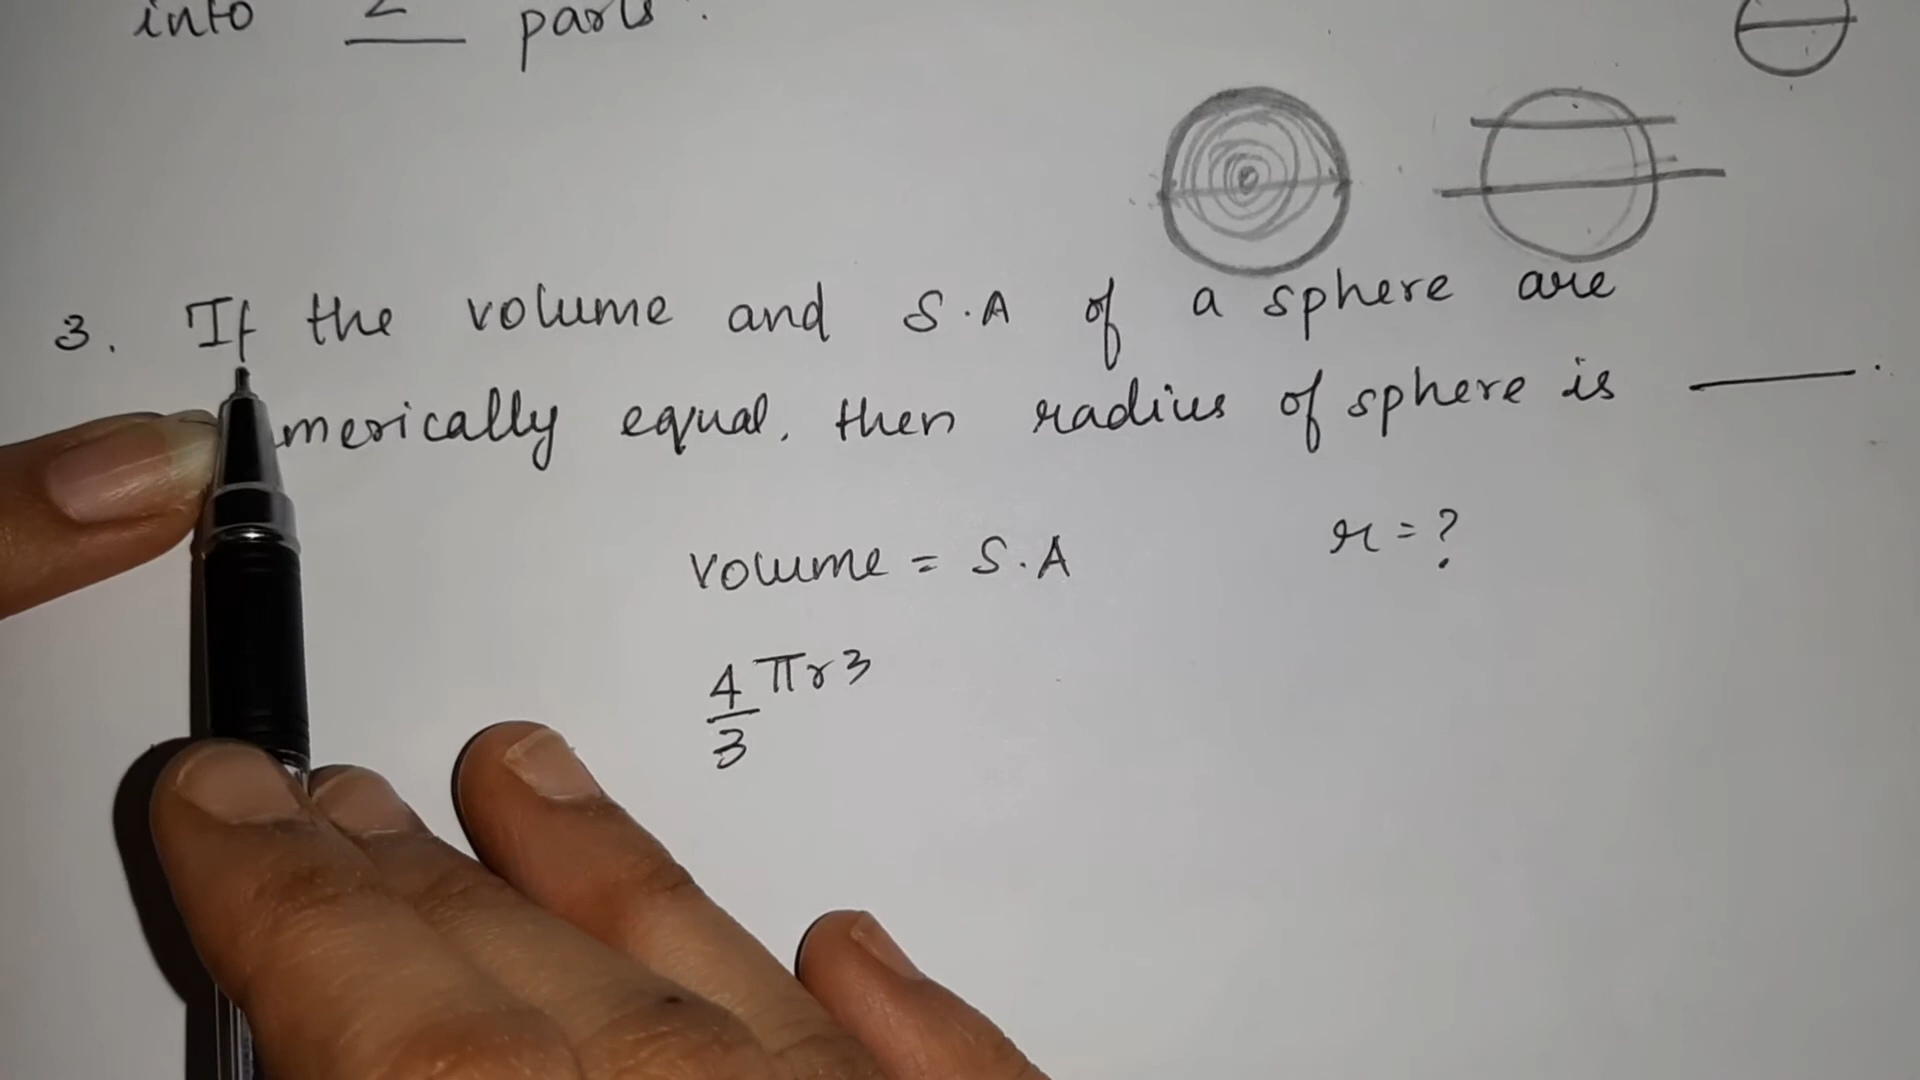 into 2 parts.
3. If the volume and S.A of a sphere are
merically equal, then radius of sphere is ——.
volume = S.A
r = ?
4/3 πr3